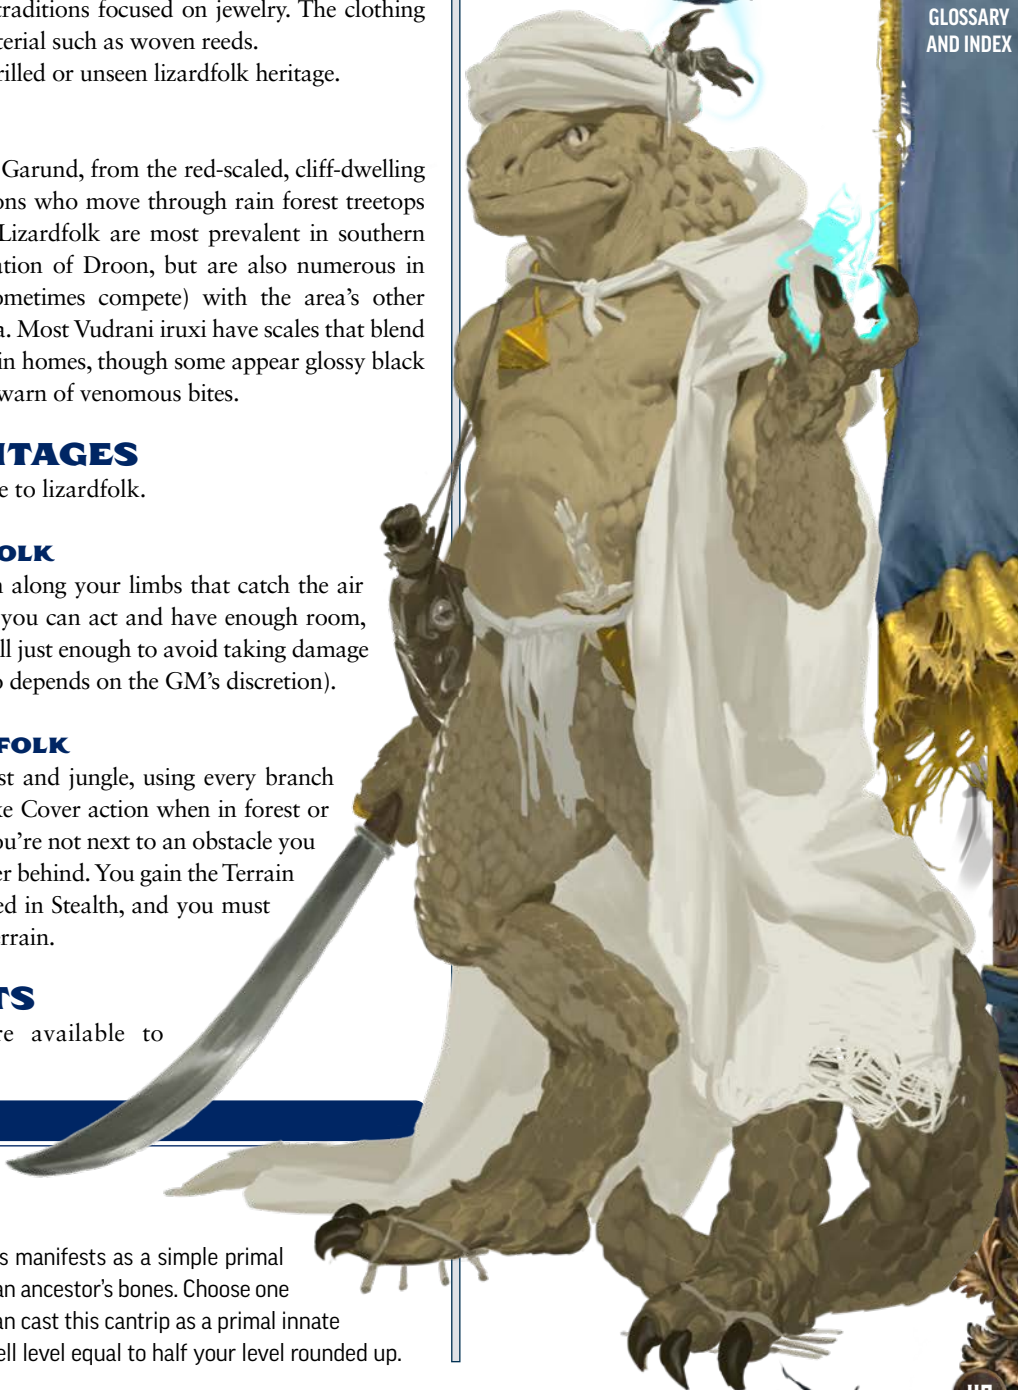 traditions focused on jewelry. The clothing
terial such as woven reeds.
rilled or unseen lizardfolk heritage.
Garund, from the red-scaled, cliff-dwelling
ons who move through rain forest treetops
Lizardfolk are most prevalent in southern
ation of Droon, but are also numerous in
ometimes compete) with the area's other
a. Most Vudrani iruxi have scales that blend
in homes, though some appear glossy black
warn of venomous bites.
ITAGES
e to lizardfolk.
OLK
n along your limbs that catch the air
you can act and have enough room,
ll just enough to avoid taking damage
o depends on the GM's discretion).
FOLK
st and jungle, using every branch
ke Cover action when in forest or
ou're not next to an obstacle you
er behind. You gain the Terrain
ed in Stealth, and you must
errain.
TS
re available to
s manifests as a simple primal
an ancestor's bones. Choose one
an cast this cantrip as a primal innate
ell level equal to half your level rounded up.
GLOSSARY
AND INDEX